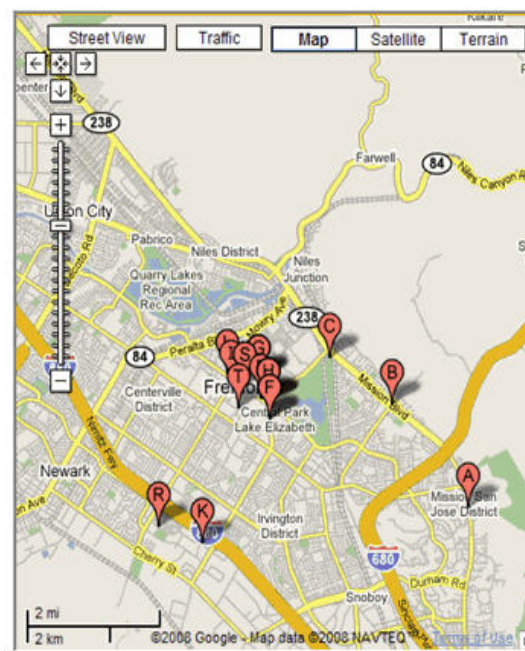 Kilkare
Street View Traffic Map Satellite Terrain
238
84
Farwell
Niles Canyon R
Union City
Pabrico
Niles District
Niles
Junction
Quarry Lakes
Regional
Rec Area
Mowry Ave
238
C
84
Peralta B
I S G
T H
F
B
Mission Blvd
Centerville
District
Central Park
Lake Elizabeth
Nimitz Fwy
Newark
A
Mission San
Jose District
R
K
Irvington
District
Cherry St
680
Durham Rd
Snoboy
2 mi
2 km
©2008 Google - Map data ©2008 NAVTEQ Terms of Use